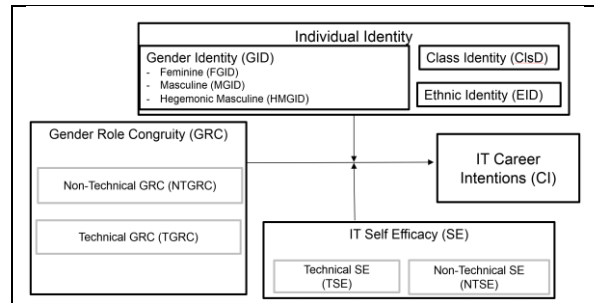 Individual Identity
Gender Identity (GID)
- Feminine (FGID)
- Masculine (MGID)
- Hegemonic Masculine (HMGID)
Class Identity (ClsD)
Ethnic Identity (EID)
Gender Role Congruity (GRC)
Non-Technical GRC (NTGRC)
Technical GRC (TGRC)
IT Career
Intentions (CI)
IT Self Efficacy (SE)
Technical SE
(TSE)
Non-Technical SE
(NTSE)